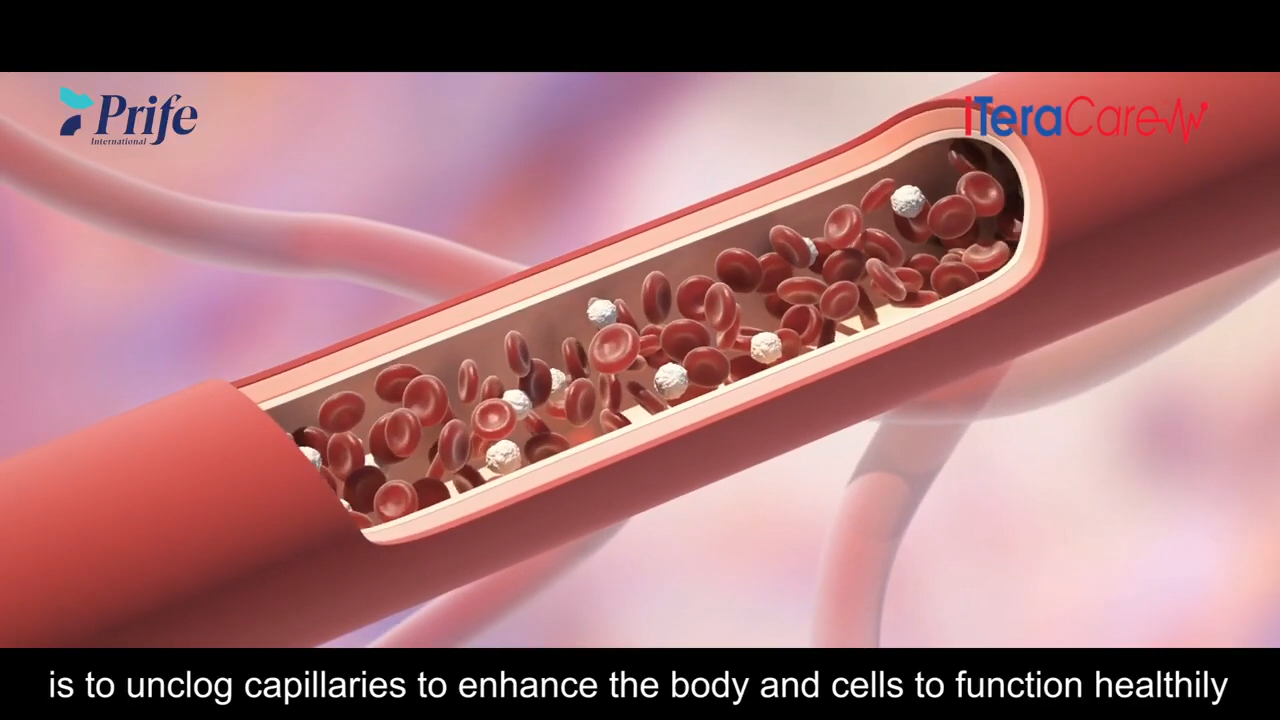 Prife
International
iTeraCare
is to unclog capillaries to enhance the body and cells to function healthily